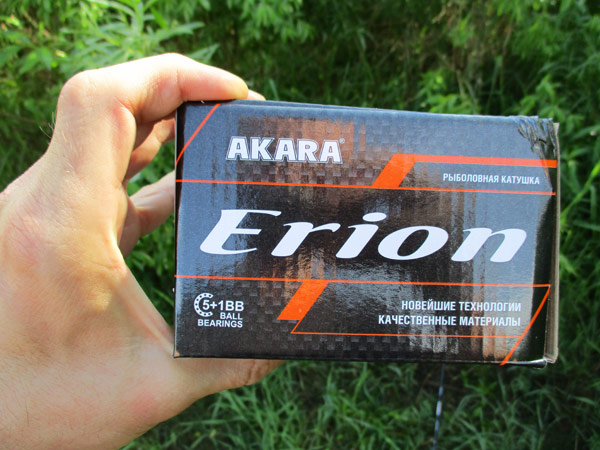 AKARA®
РЫБОЛОВНАЯ КАТУШКА
Erion
5+1BB
BALL
BEARINGS
НОВЕЙШИЕ ТЕХНОЛОГИИ
КАЧЕСТВЕННЫЕ МАТЕРИАЛЫ